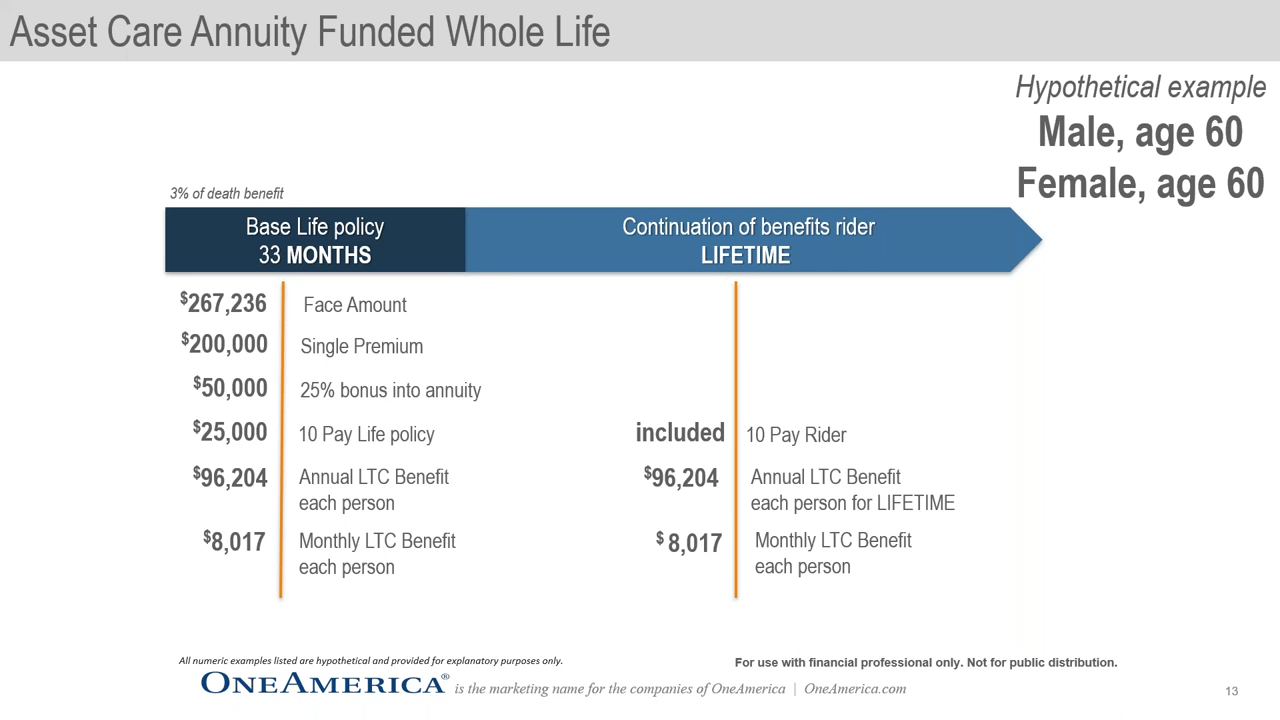 Asset Care Annuity Funded Whole Life
Hypothetical example
Male, age 60
Female, age 60
3% of death benefit
Base Life policy
33 MONTHS
Continuation of benefits rider
LIFETIME
$267,236 Face Amount
$200,000 Single Premium
$50,000 25% bonus into annuity
$25,000 10 Pay Life policy
included 10 Pay Rider
$96,204 Annual LTC Benefit
each person
$96,204 Annual LTC Benefit
each person for LIFETIME
$8,017 Monthly LTC Benefit
each person
$ 8,017 Monthly LTC Benefit
each person
All numeric examples listed are hypothetical and provided for explanatory purposes only.
For use with financial professional only. Not for public distribution.
ONEAMERICA® is the marketing name for the companies of OneAmerica | OneAmerica.com
13